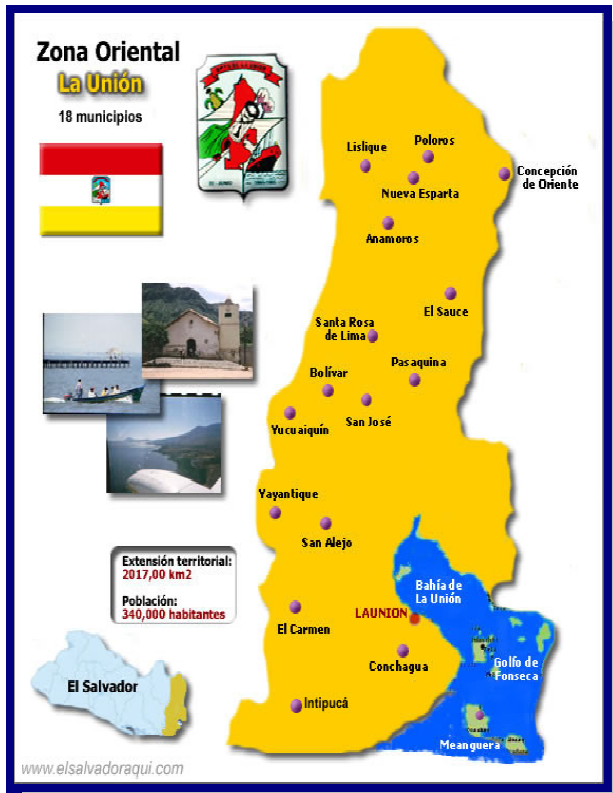 Zona Oriental
La Unión
18 municipios
Lislique
Poloros
Concepción
de Oriente
Nueva Esparta
Anamoros
El Sauce
Santa Rosa
de Lima
Pasaquina
Bolívar
San José
Yucuaiquín
Yayantique
San Alejo
Extensión territorial:
2017,00 km2
Población:
340,000 habitantes
Bahía de
La Unión
LAUNION
El Carmen
Conchagua
Golfo de
Fonseca
El Salvador
Intipucá
Meanguera
www.elsalvadoraqui.com